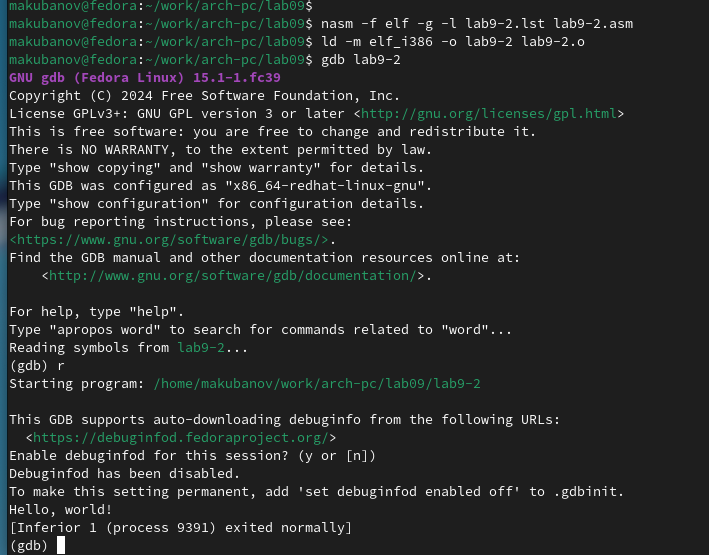 makubanov@fedora:~/work/arch-pc/lab09$
makubanov@fedora:~/work/arch-pc/lab09$ nasm -f elf -g -l lab9-2.lst lab9-2.asm
makubanov@fedora:~/work/arch-pc/lab09$ ld -m elf_i386 -o lab9-2 lab9-2.o
makubanov@fedora:~/work/arch-pc/lab09$ gdb lab9-2
GNU gdb (Fedora Linux) 15.1-1.fc39
Copyright (C) 2024 Free Software Foundation, Inc.
License GPLv3+: GNU GPL version 3 or later <http://gnu.org/licenses/gpl.html>
This is free software: you are free to change and redistribute it.
There is NO WARRANTY, to the extent permitted by law.
Type "show copying" and "show warranty" for details.
This GDB was configured as "x86_64-redhat-linux-gnu".
Type "show configuration" for configuration details.
For bug reporting instructions, please see:
<https://www.gnu.org/software/gdb/bugs/>.
Find the GDB manual and other documentation resources online at:
    <http://www.gnu.org/software/gdb/documentation/>.

For help, type "help".
Type "apropos word" to search for commands related to "word"...
Reading symbols from lab9-2...
(gdb) r
Starting program: /home/makubanov/work/arch-pc/lab09/lab9-2

This GDB supports auto-downloading debuginfo from the following URLs:
  <https://debuginfod.fedoraproject.org/>
Enable debuginfod for this session? (y or [n])
Debuginfod has been disabled.
To make this setting permanent, add 'set debuginfod enabled off' to .gdbinit.
Hello, world!
[Inferior 1 (process 9391) exited normally]
(gdb)